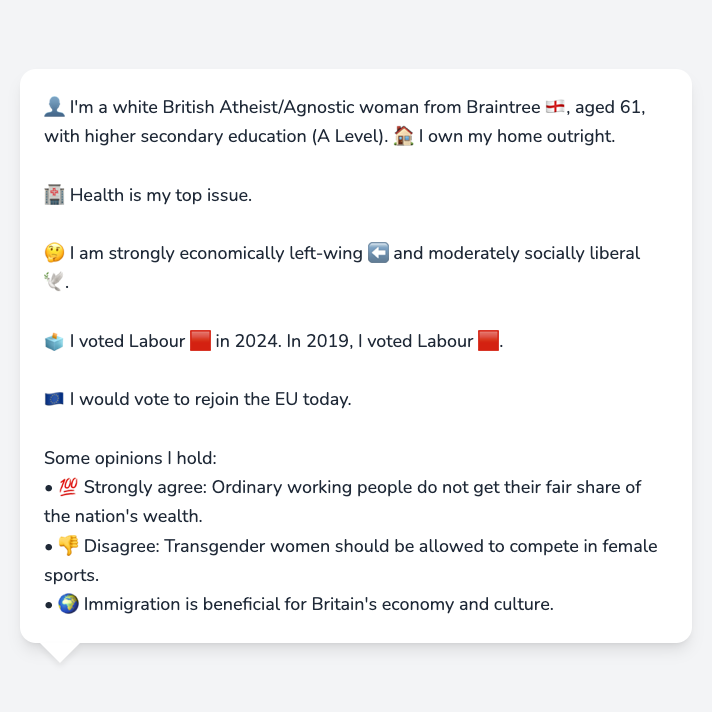 👤 I'm a white British Atheist/Agnostic woman from Braintree 🏴󠁧󠁢󠁥󠁮󠁧󠁿, aged 61,
with higher secondary education (A Level). 🏠 I own my home outright.
🏥 Health is my top issue.
🤔 I am strongly economically left-wing ⬅️ and moderately socially liberal
🕊️.
🗳️ I voted Labour 🟥 in 2024. In 2019, I voted Labour 🟥.
🇪🇺 I would vote to rejoin the EU today.
Some opinions I hold:
• 💯 Strongly agree: Ordinary working people do not get their fair share of
the nation's wealth.
• 👎 Disagree: Transgender women should be allowed to compete in female
sports.
• 🌍 Immigration is beneficial for Britain's economy and culture.